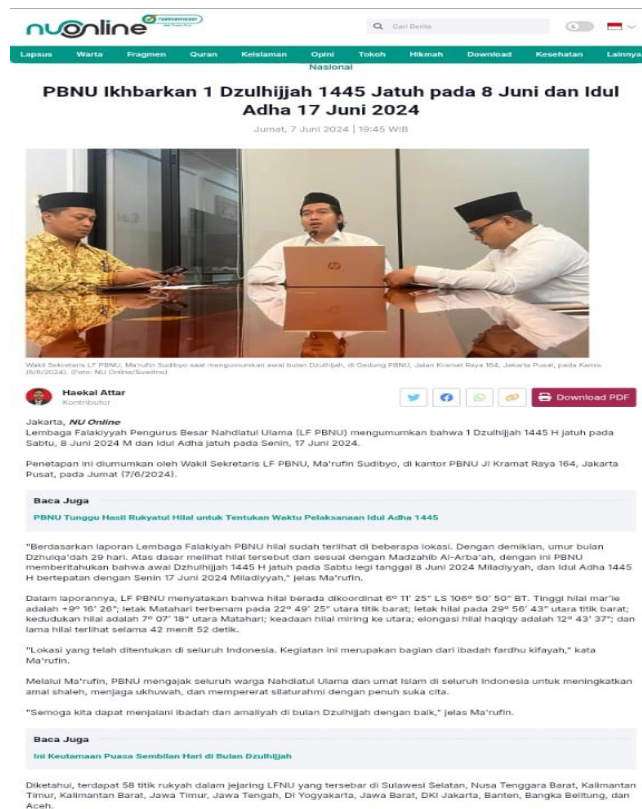 nuonline
Cari Berita
Lapsus Warta Fragmen Quran Keislaman Opini Tokoh Hikmah Download Kesehatan Lainnya
Nasional
PBNU Ikhbarkan 1 Dzulhijjah 1445 Jatuh pada 8 Juni dan Idul
Adha 17 Juni 2024
Jumat, 7 Juni 2024 | 19:45 WIB
hp
Wakil Sekretaris LF PBNU, Ma'rufin Sudibyo saat mengumumkan awal bulan Dzulhijjah, di Gedung PBNU, Jalan Kramat Raya 164, Jakarta Pusat, pada Kamis
(6/6/2024). (Foto: NU Online/Suwitno)
Haekal Attar
Kontributor
Download PDF
Jakarta, NU Online
Lembaga Falakiyyah Pengurus Besar Nahdlatul Ulama (LF PBNU) mengumumkan bahwa 1 Dzulhijjah 1445 H jatuh pada
Sabtu, 8 Juni 2024 M dan Idul Adha jatuh pada Senin, 17 Juni 2024.
Penetapan ini diumumkan oleh Wakil Sekretaris LF PBNU, Ma'rufin Sudibyo, di kantor PBNU Jl Kramat Raya 164, Jakarta
Pusat, pada Jumat (7/6/2024).
Baca Juga
PBNU Tunggu Hasil Rukyatul Hilal untuk Tentukan Waktu Pelaksanaan Idul Adha 1445
"Berdasarkan laporan Lembaga Falakiyah PBNU hilal sudah terlihat di beberapa lokasi. Dengan demikian, umur bulan
Dzhulqa'dah 29 hari. Atas dasar melihat hilal tersebut dan sesuai dengan Madzahib Al-Arba'ah, dengan ini PBNU
memberitahukan bahwa awal Dzhulhijjah 1445 H jatuh pada Sabtu legi tanggal 8 Juni 2024 Miladiyyah, dan Idul Adha 1445
H bertepatan dengan Senin 17 Juni 2024 Miladiyyah," jelas Ma'rufin.
Dalam laporannya, LF PBNU menyatakan bahwa hilal berada dikoordinat 6º 11' 25" LS 106º 50' 50" BT. Tinggi hilal mar'ie
adalah +9º 16' 26"; letak Matahari terbenam pada 22º 49' 25" utara titik barat; letak hilal pada 29º 56' 43" utara titik barat;
kedudukan hilal adalah 7º 07' 18" utara Matahari; keadaan hilal miring ke utara; elongasi hilal haqiqy adalah 12º 43' 37"; dan
lama hilal terlihat selama 42 menit 52 detik.
"Lokasi yang telah ditentukan di seluruh Indonesia. Kegiatan ini merupakan bagian dari ibadah fardhu kifayah," kata
Ma'rufin.
Melalui Ma'rufin, PBNU mengajak seluruh warga Nahdlatul Ulama dan umat Islam di seluruh Indonesia untuk meningkatkan
amal shaleh, menjaga ukhuwah, dan mempererat silaturahmi dengan penuh suka cita.
"Semoga kita dapat menjalani ibadah dan amaliyah di bulan Dzulhijjah dengan baik," jelas Ma'rufin.
Baca Juga
Ini Keutamaan Puasa Sembilan Hari di Bulan Dzulhijjah
Diketahui, terdapat 58 titik rukyah dalam jejaring LFNU yang tersebar di Sulawesi Selatan, Nusa Tenggara Barat, Kalimantan
Timur, Kalimantan Barat, Jawa Timur, Jawa Tengah, DI Yogyakarta, Jawa Barat, DKI Jakarta, Banten, Bangka Belitung, dan
Aceh.